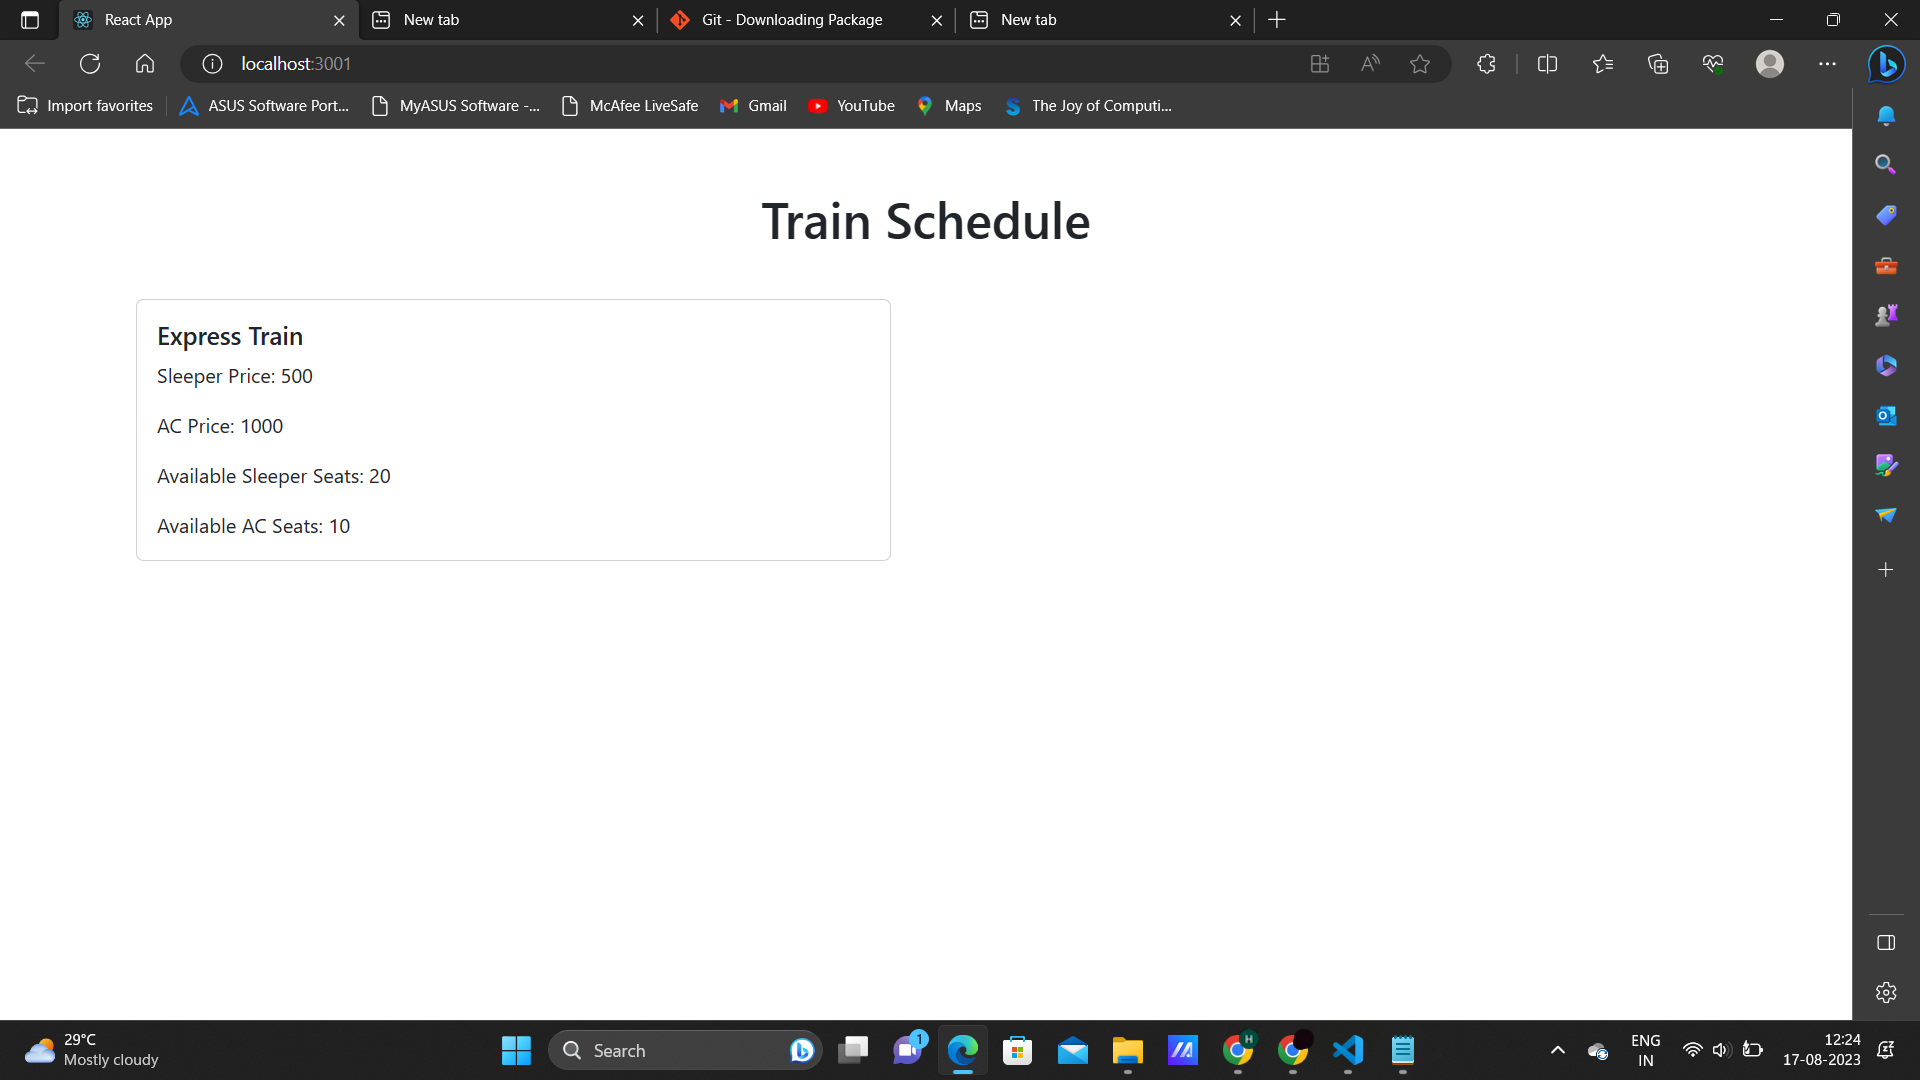 React App
New tab
Git - Downloading Package
New tab
localhost:3001
Import favorites
ASUS Software Port...
MyASUS Software -...
McAfee LiveSafe
Gmail
YouTube
Maps
The Joy of Computi...
Train Schedule
Express Train
Sleeper Price: 500
AC Price: 1000
Available Sleeper Seats: 20
Available AC Seats: 10
29°C
Mostly cloudy
Search
1
H
ENG
IN
12:24
17-08-2023